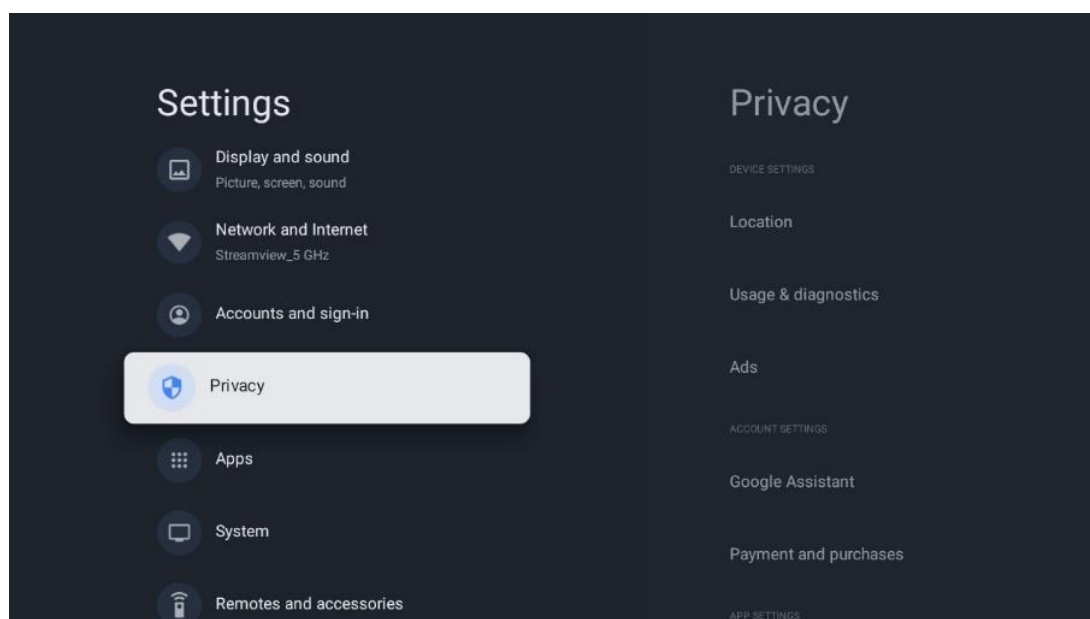 Settings
Display and sound
Picture, screen, sound
Network and Internet
Streamview_5 GHz
Accounts and sign-in
Privacy
Apps
System
Remotes and accessories
Privacy
DEVICE SETTINGS
Location
Usage & diagnostics
Ads
ACCOUNT SETTINGS
Google Assistant
Payment and purchases
APP SETTINGS